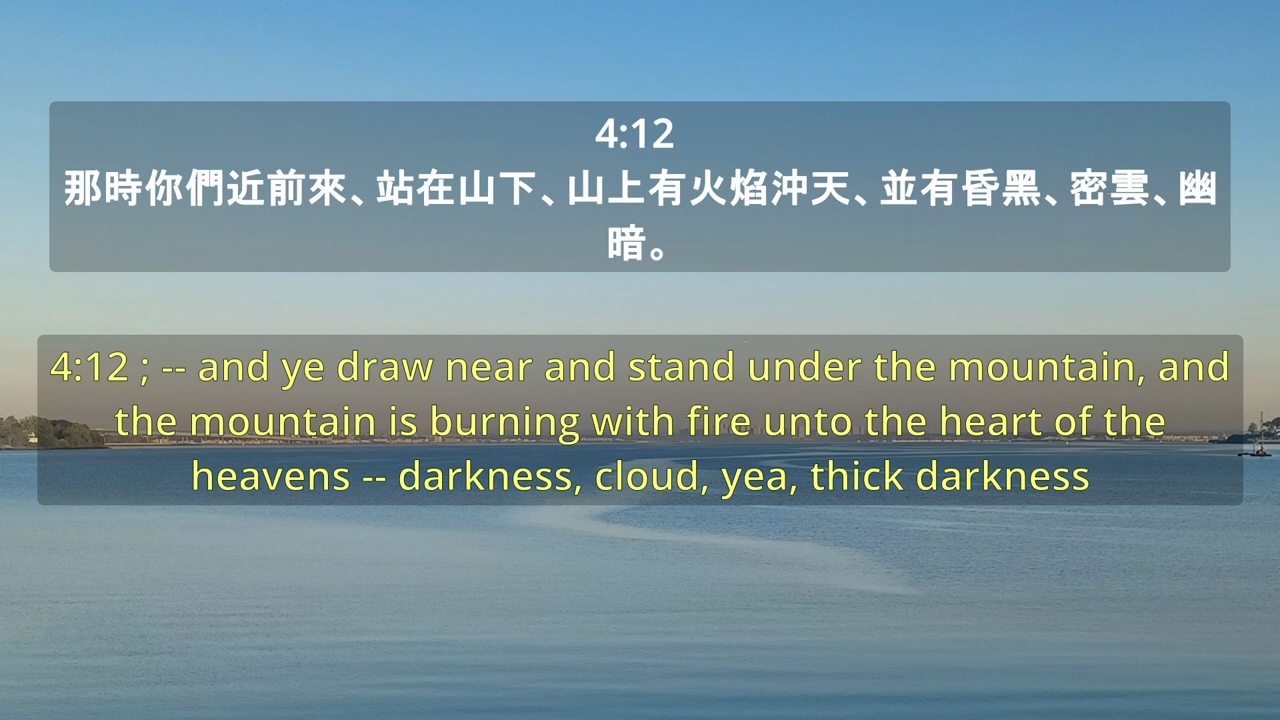 4:12
那時你們近前來、站在山下、山上有火焰沖天、並有昏黑、密雲、幽
暗。
4:12 ; -- and ye draw near and stand under the mountain, and
the mountain is burning with fire unto the heart of the
heavens -- darkness, cloud, yea, thick darkness